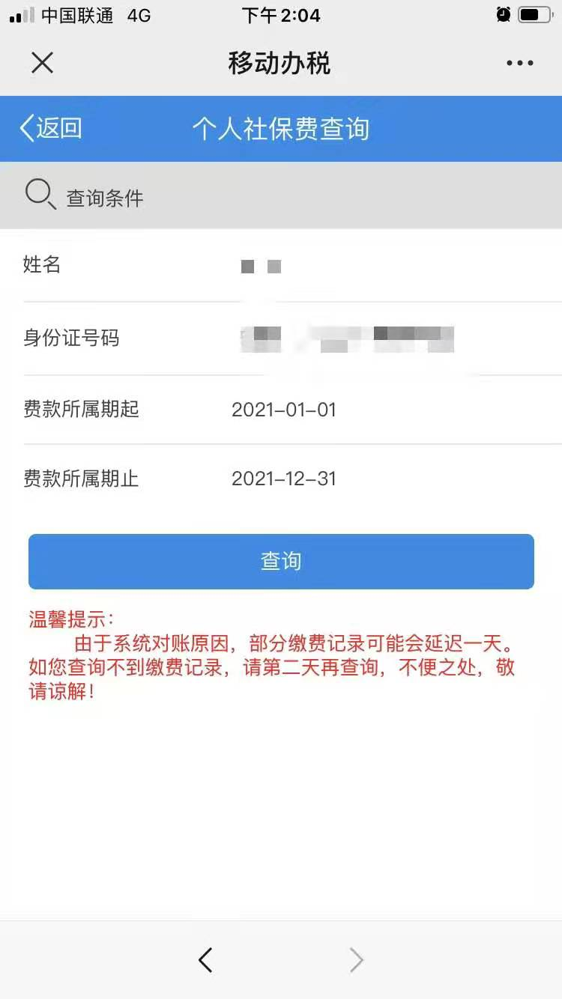 中国联通 4G 下午2:04
移动办税
返回 个人社保费查询
查询条件
姓名
身份证号码
费款所属期起 2021-01-01
费款所属期止 2021-12-31
查询
温馨提示：
由于系统对账原因，部分缴费记录可能会延迟一天。
如您查询不到缴费记录，请第二天再查询，不便之处，敬
请谅解！